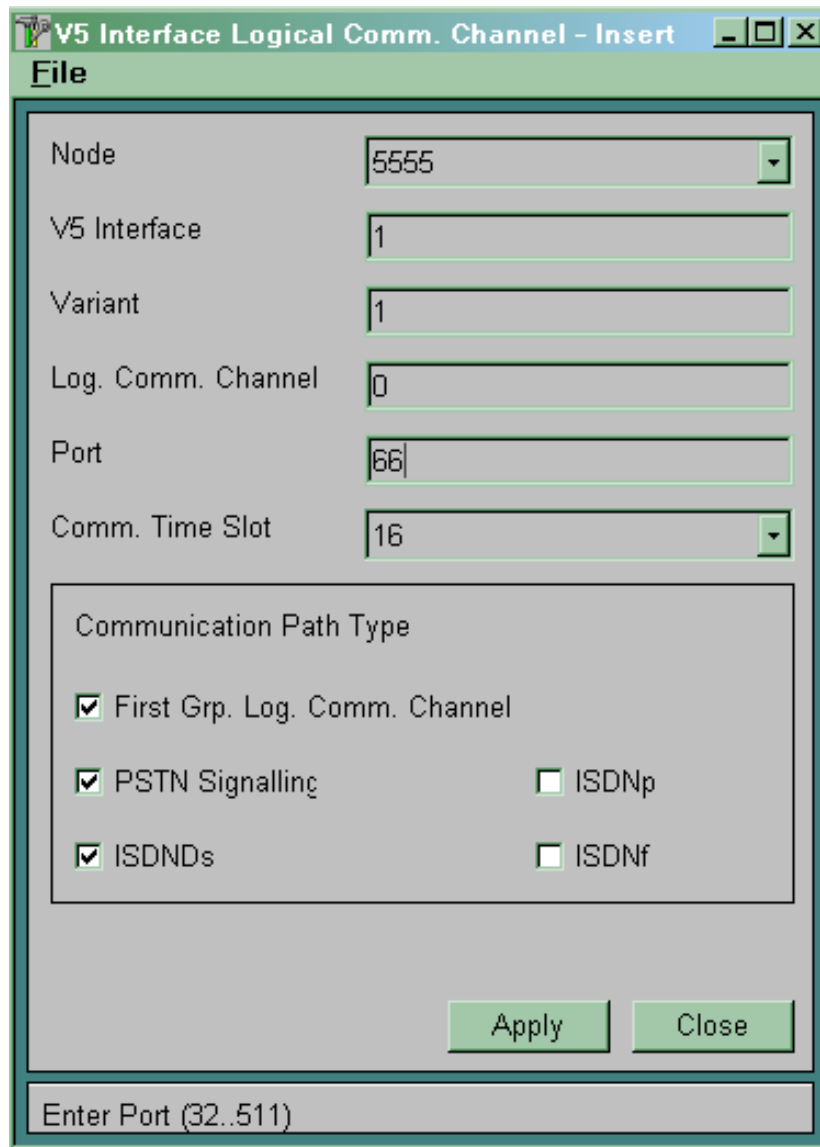 V5 Interface Logical Comm. Channel - Insert
File
Node 5555
V5 Interface 1
Variant 1
Log. Comm. Channel 0
Port 66
Comm. Time Slot 16
Communication Path Type
First Grp. Log. Comm. Channel
PSTN Signalling ISDNp
ISDNDs ISDNf
Apply Close
Enter Port (32..511)